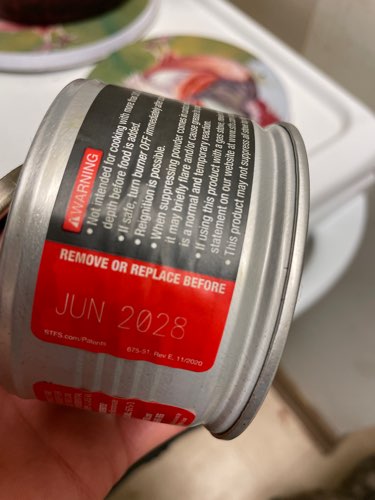 WARNING
• Not intended for cooking with more than
depth before food is added.
• If safe, turn burner OFF immediately
• Reignition is possible.
• When suppressing powder comes
it may briefly flare and/or cause
is a normal and temporary reaction.
• If using this product with a gas stove,
statement on our website at
• This product may not suppress all
REMOVE OR REPLACE BEFORE
JUN 2028
STFS.com/Patents
675-91 Rev E, 11/2020